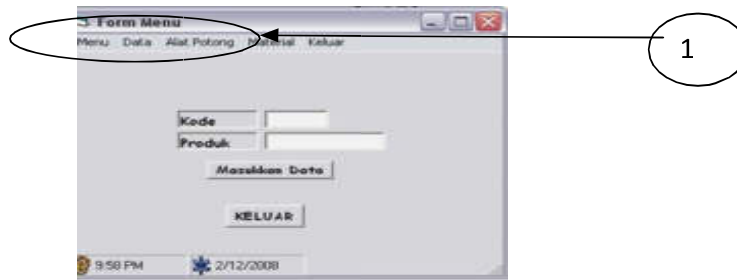 Form Menu
Menu Data Alat Potong Material Keluar
1
Kode
Produk
Masukkan Data
KELUAR
9:58 PM 2/12/2008